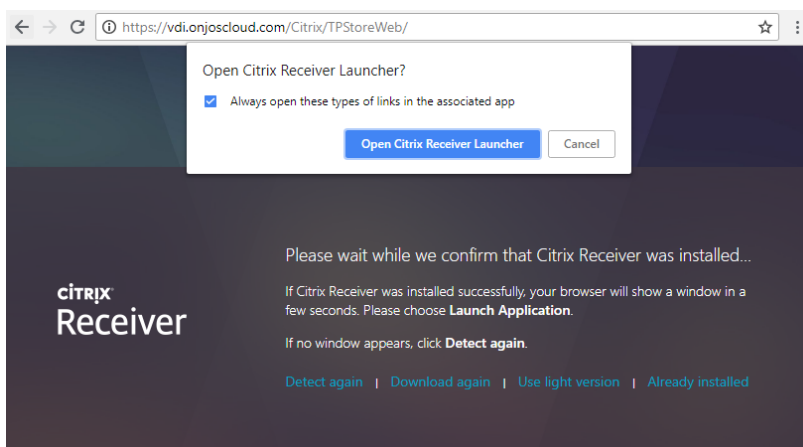 https://vdi.onjoscloud.com/Citrix/TPStoreWeb/
Open Citrix Receiver Launcher?
Always open these types of links in the associated app
Open Citrix Receiver Launcher Cancel
Please wait while we confirm that Citrix Receiver was installed...
If Citrix Receiver was installed successfully, your browser will show a window in a
few seconds. Please choose Launch Application.
If no window appears, click Detect again.
Detect again | Download again | Use light version | Already installed
CİTRIX
Receiver